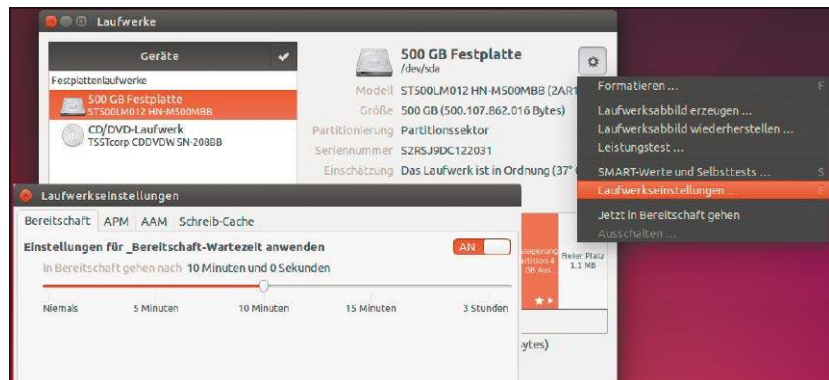 Laufwerke
Geräte
Festplattenlaufwerke
500 GB Festplatte
ST500LM012 HN-M500MBB
CD/DVD-Laufwerk
TSSTcorp CDDVDW SN-208BB
500 GB Festplatte
/dev/sda
Modell ST500LM012 HN-M500MBB (2AR1
Größe 500 GB (500.107.862.016 Bytes)
Partitionierung Partitionssektor
Seriennummer S2RSJ9DC122031
Einschätzung Das Laufwerk ist in Ordnung (37°
Formatieren ... F
Laufwerksabbild erzeugen ...
Laufwerksabbild wiederherstellen ...
Leistungstest ...
SMART-Werte und Selbsttests ... S
Laufwerkseinstellungen ... E
Jetzt in Bereitschaft gehen
Ausschalten ...
Laufwerkseinstellungen
Bereitschaft APM AAM Schreib-Cache
Einstellungen für _Bereitschaft-Wartezeit anwenden AN
In Bereitschaft gehen nach 10 Minuten und 0 Sekunden
Niemals 5 Minuten 10 Minuten 15 Minuten 3 Stunden
slagerung
artition 4
GB Aus...
Freier Platz
1,1 MB
ytes)